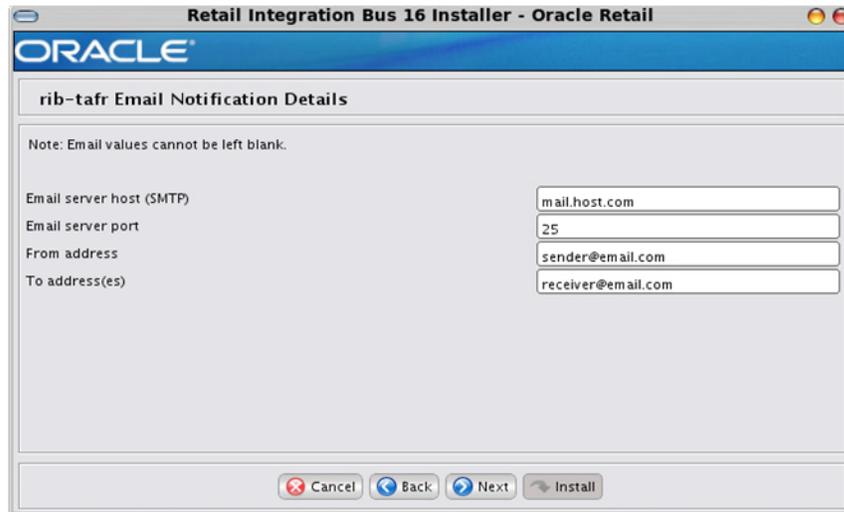 Retail Integration Bus 16 Installer - Oracle Retail
ORACLE®
rib-tafr Email Notification Details
Note: Email values cannot be left blank.
Email server host (SMTP) mail.host.com
Email server port 25
From address sender@email.com
To address(es) receiver@email.com
Cancel Back Next Install